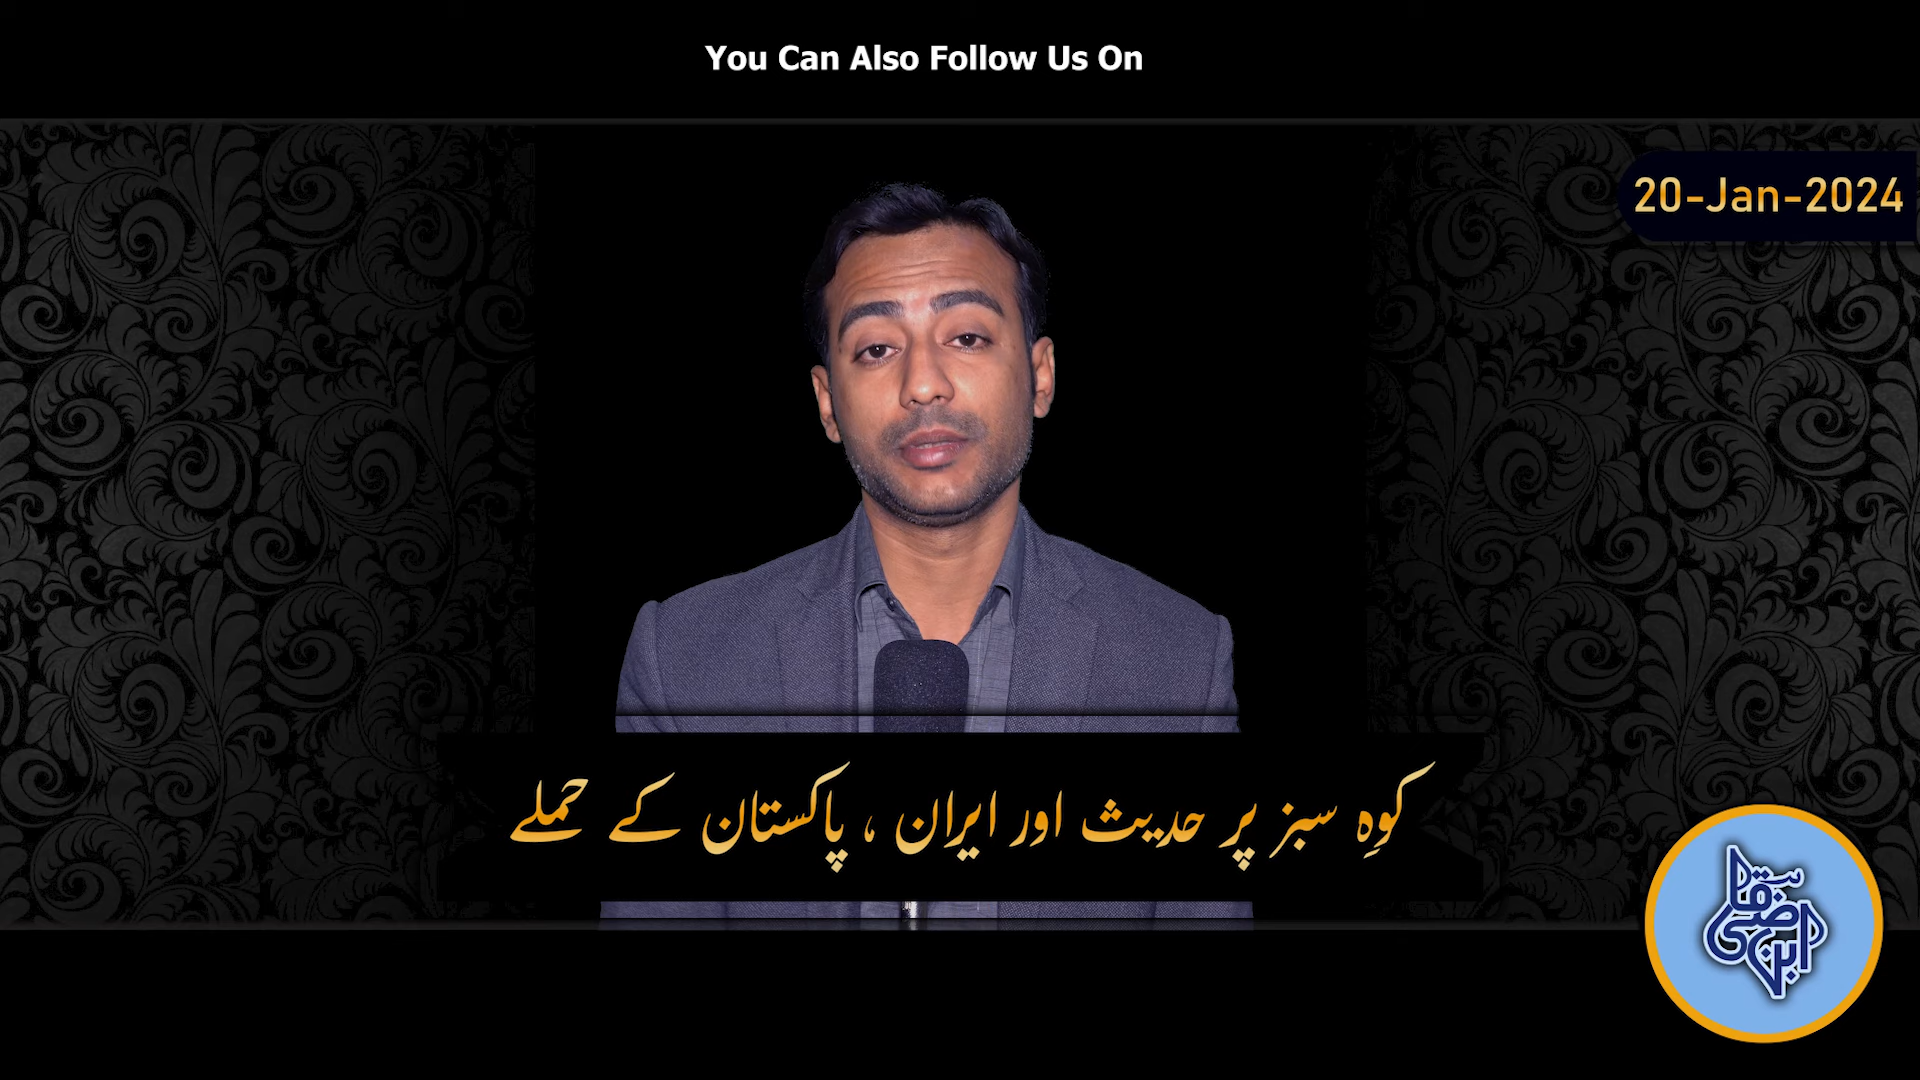 You Can Also Follow Us On
20-Jan-2024
کوہِ سبز پر حدیث اور ایران ، پاکستان کے حملے